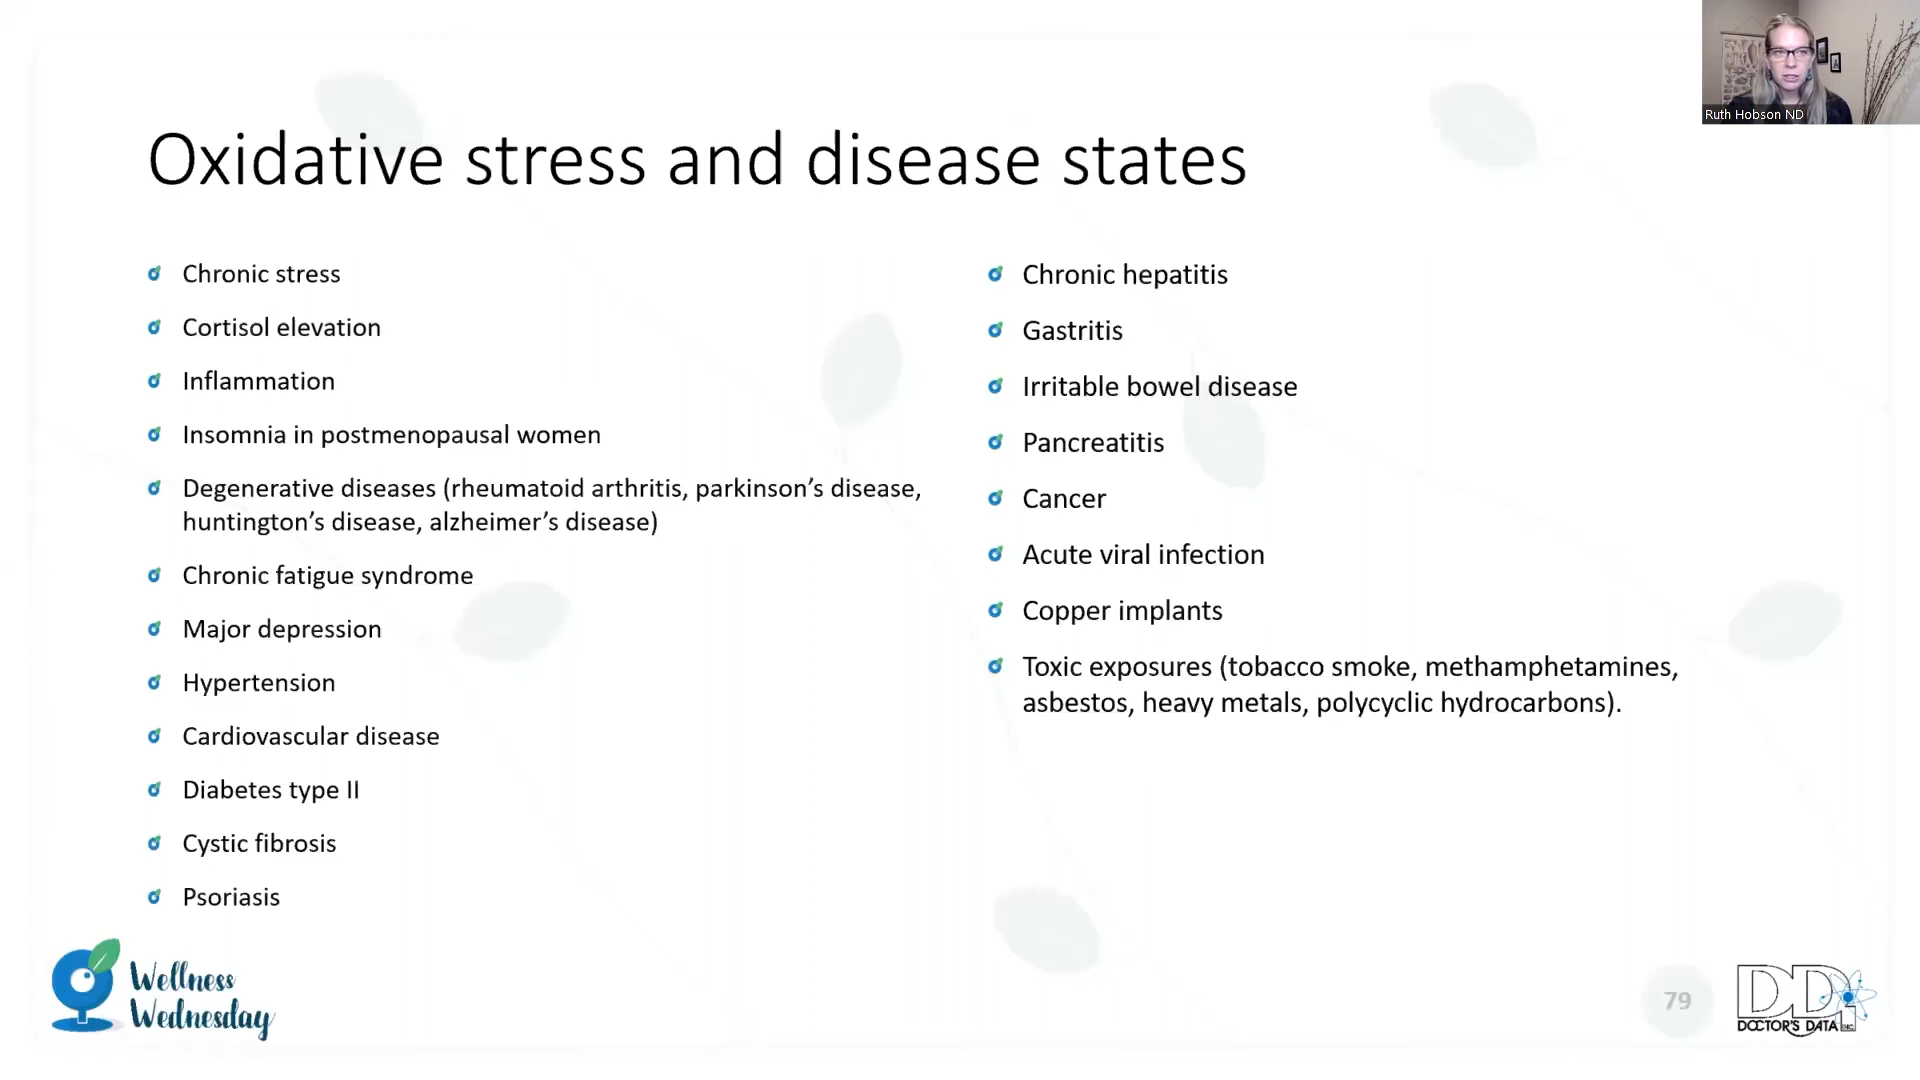 Ruth Hobson ND
Oxidative stress and disease states
Chronic stress
Cortisol elevation
Inflammation
Insomnia in postmenopausal women
Degenerative diseases (rheumatoid arthritis, parkinson’s disease,
huntington’s disease, alzheimer’s disease)
Chronic fatigue syndrome
Major depression
Hypertension
Cardiovascular disease
Diabetes type II
Cystic fibrosis
Psoriasis
Chronic hepatitis
Gastritis
Irritable bowel disease
Pancreatitis
Cancer
Acute viral infection
Copper implants
Toxic exposures (tobacco smoke, methamphetamines,
asbestos, heavy metals, polycyclic hydrocarbons).
Wellness
Wednesday
79
DDI
DOCTOR'S DATA INC.